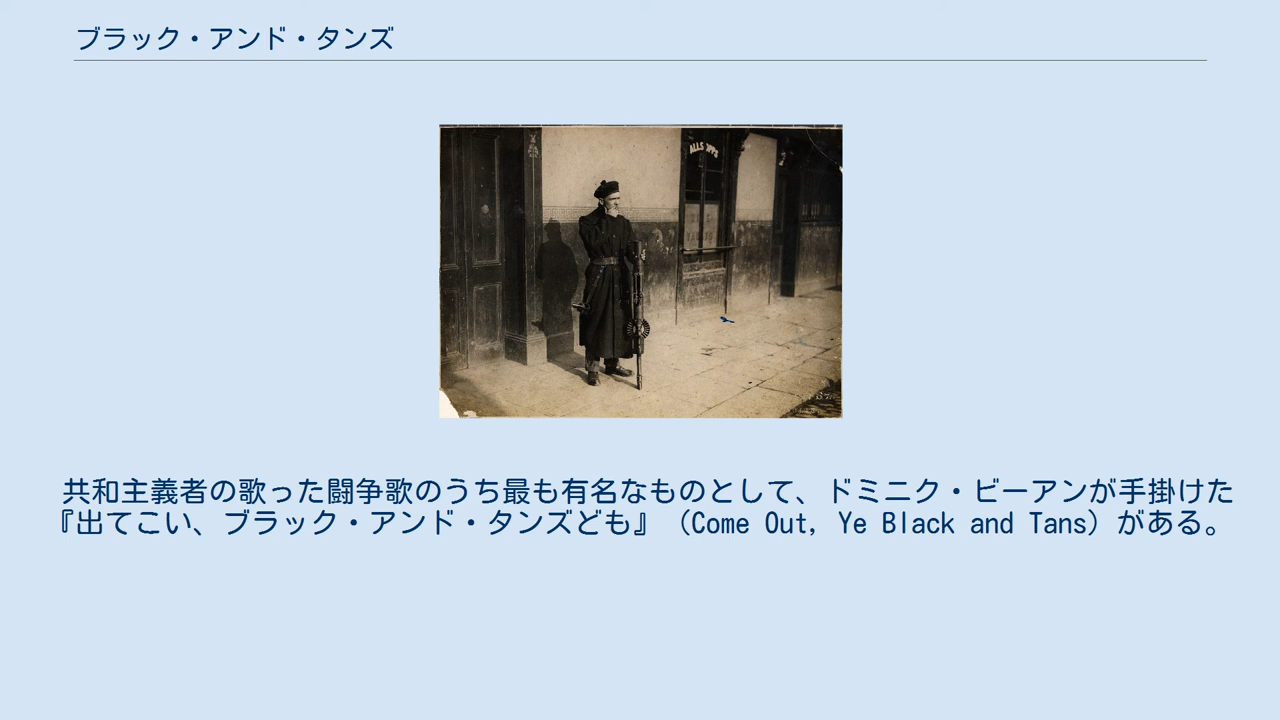 ブラック・アンド・タンズ
ALLSOPPS
共和主義者の歌った闘争歌のうち最も有名なものとして、ドミニク・ビーアンが手掛けた
『出てこい、ブラック・アンド・タンズども』（Come Out, Ye Black and Tans）がある。